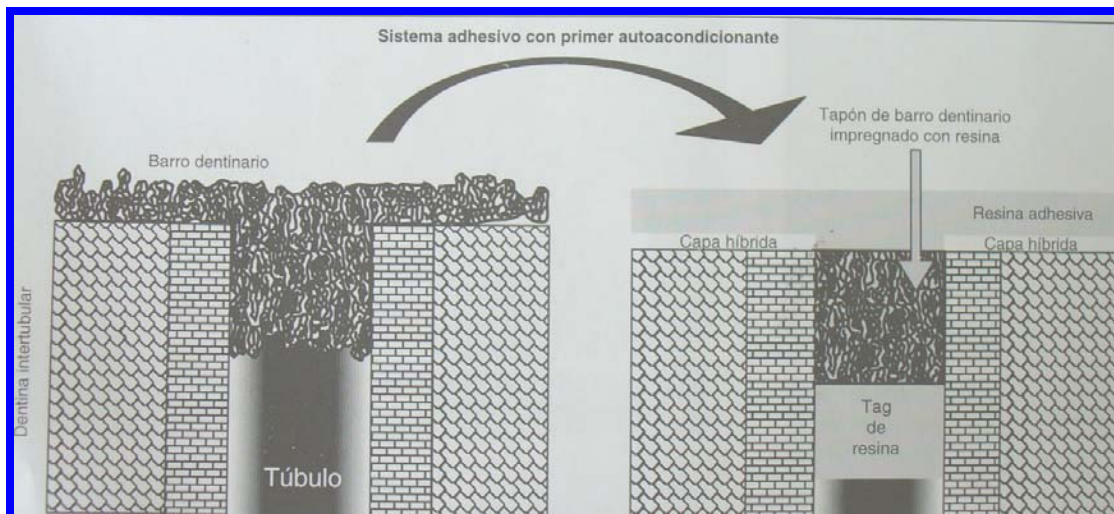 Sistema adhesivo con primer autoacondicionante
Barro dentinario
Tapón de barro dentinario
impregnado con resina
Resina adhesiva
Capa híbrida
Capa híbrida
Dentina intertubular
Túbulo
Tag
de
resina